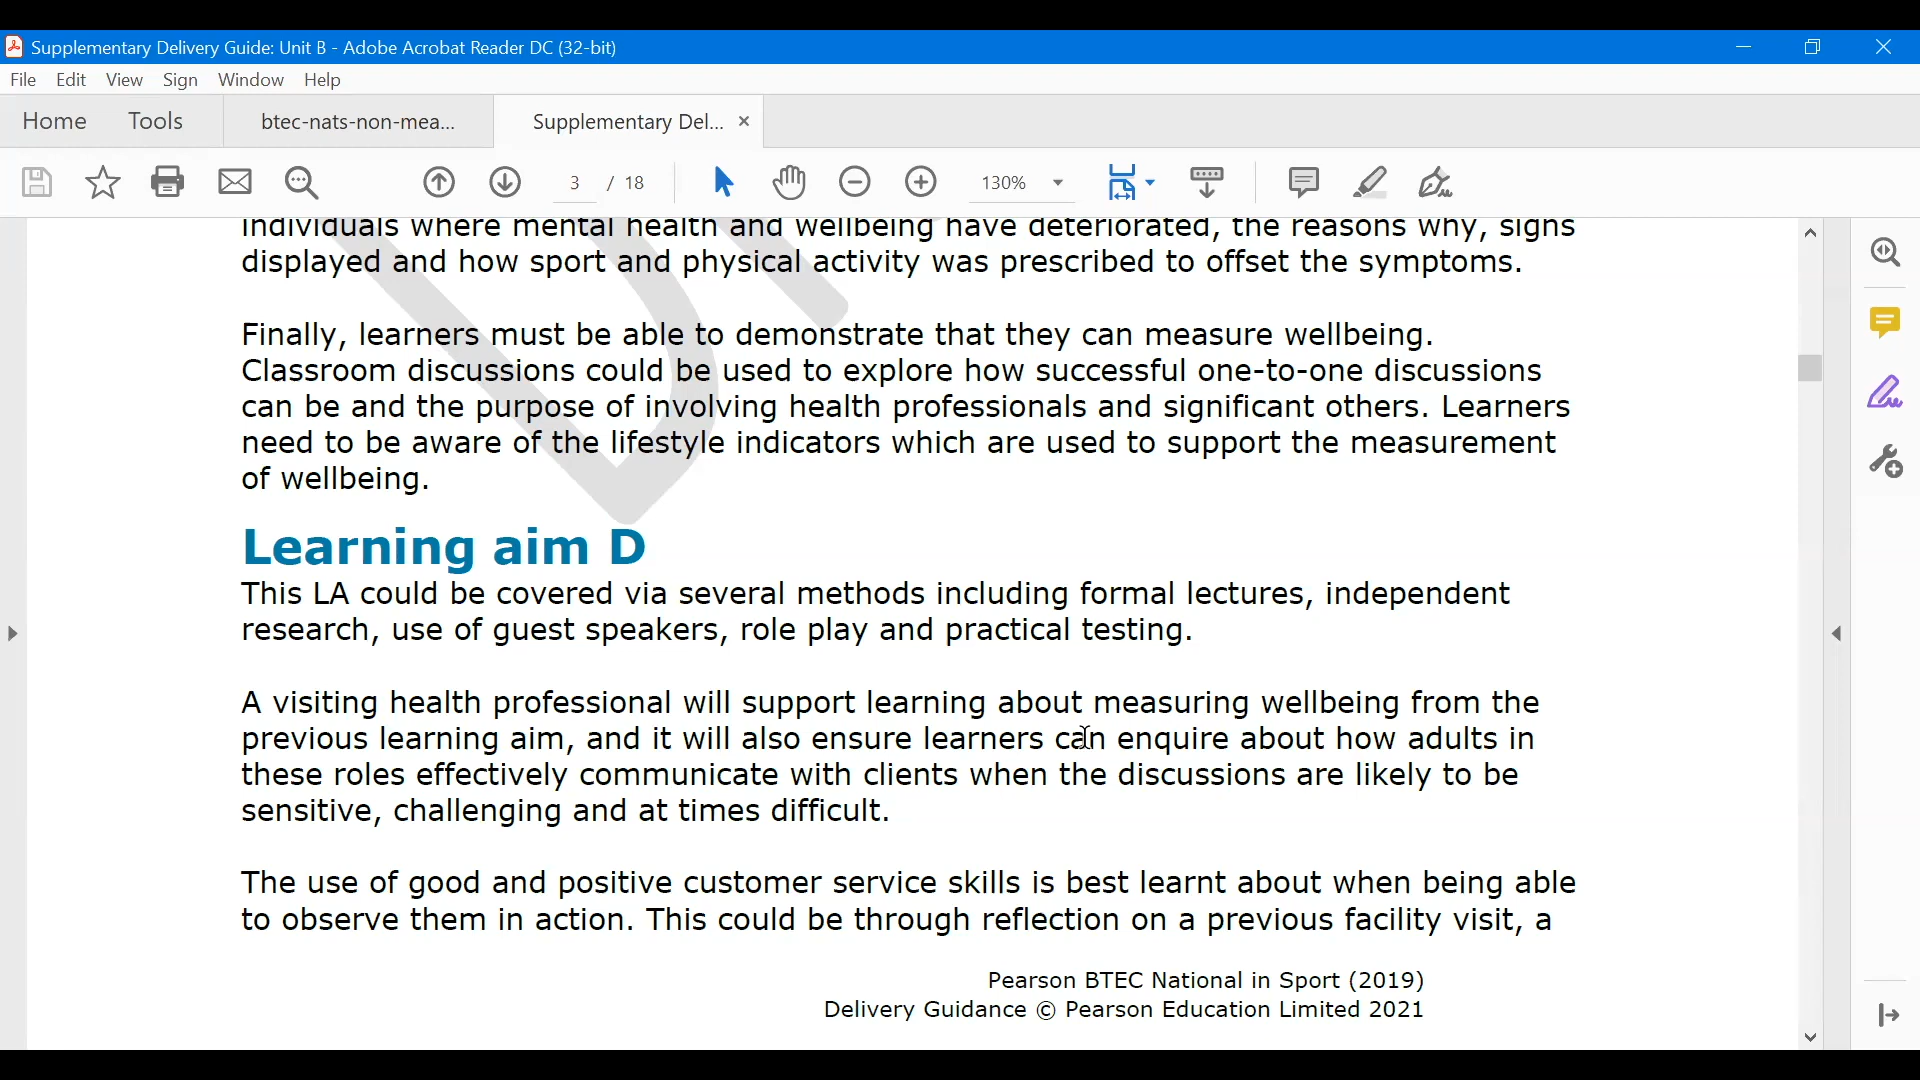 Supplementary Delivery Guide: Unit B - Adobe Acrobat Reader DC (32-bit)
File Edit View Sign Window Help
Home Tools btec-nats-non-mea... Supplementary Del...
3 / 18 130%
Individuals where mental health and wellbeing have deteriorated, the reasons why, signs
displayed and how sport and physical activity was prescribed to offset the symptoms.
Finally, learners must be able to demonstrate that they can measure wellbeing.
Classroom discussions could be used to explore how successful one-to-one discussions
can be and the purpose of involving health professionals and significant others. Learners
need to be aware of the lifestyle indicators which are used to support the measurement
of wellbeing.
Learning aim D
This LA could be covered via several methods including formal lectures, independent
research, use of guest speakers, role play and practical testing.
A visiting health professional will support learning about measuring wellbeing from the
previous learning aim, and it will also ensure learners can enquire about how adults in
these roles effectively communicate with clients when the discussions are likely to be
sensitive, challenging and at times difficult.
The use of good and positive customer service skills is best learnt about when being able
to observe them in action. This could be through reflection on a previous facility visit, a
Pearson BTEC National in Sport (2019)
Delivery Guidance © Pearson Education Limited 2021